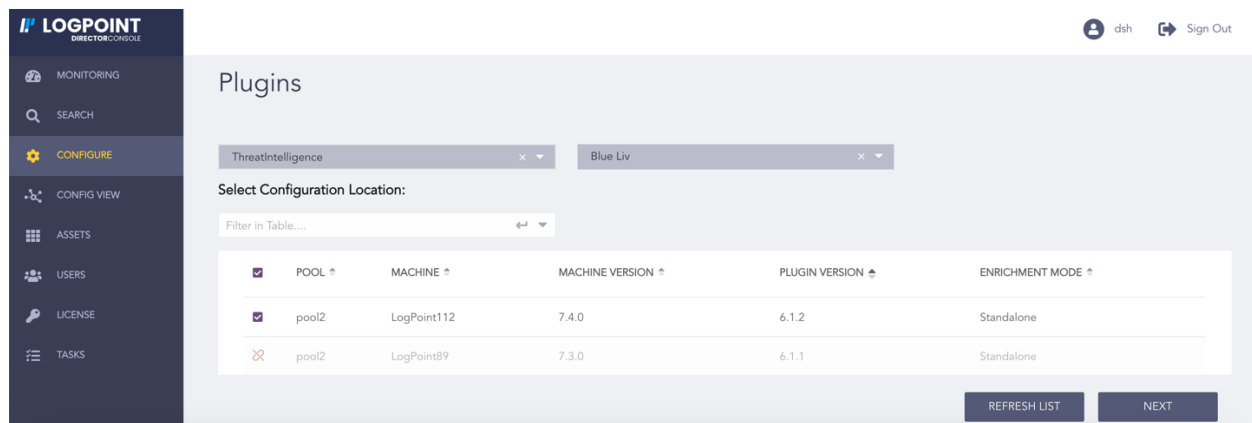 LOGPOINT
DIRECTORCONSOLE
dsh Sign Out
MONITORING
SEARCH
CONFIGURE
CONFIG VIEW
ASSETS
USERS
LICENSE
TASKS
Plugins
ThreatIntelligence Blue Liv
Select Configuration Location:
Filter in Table....
POOL MACHINE MACHINE VERSION PLUGIN VERSION ENRICHMENT MODE
pool2 LogPoint112 7.4.0 6.1.2 Standalone
pool2 LogPoint89 7.3.0 6.1.1 Standalone
REFRESH LIST NEXT